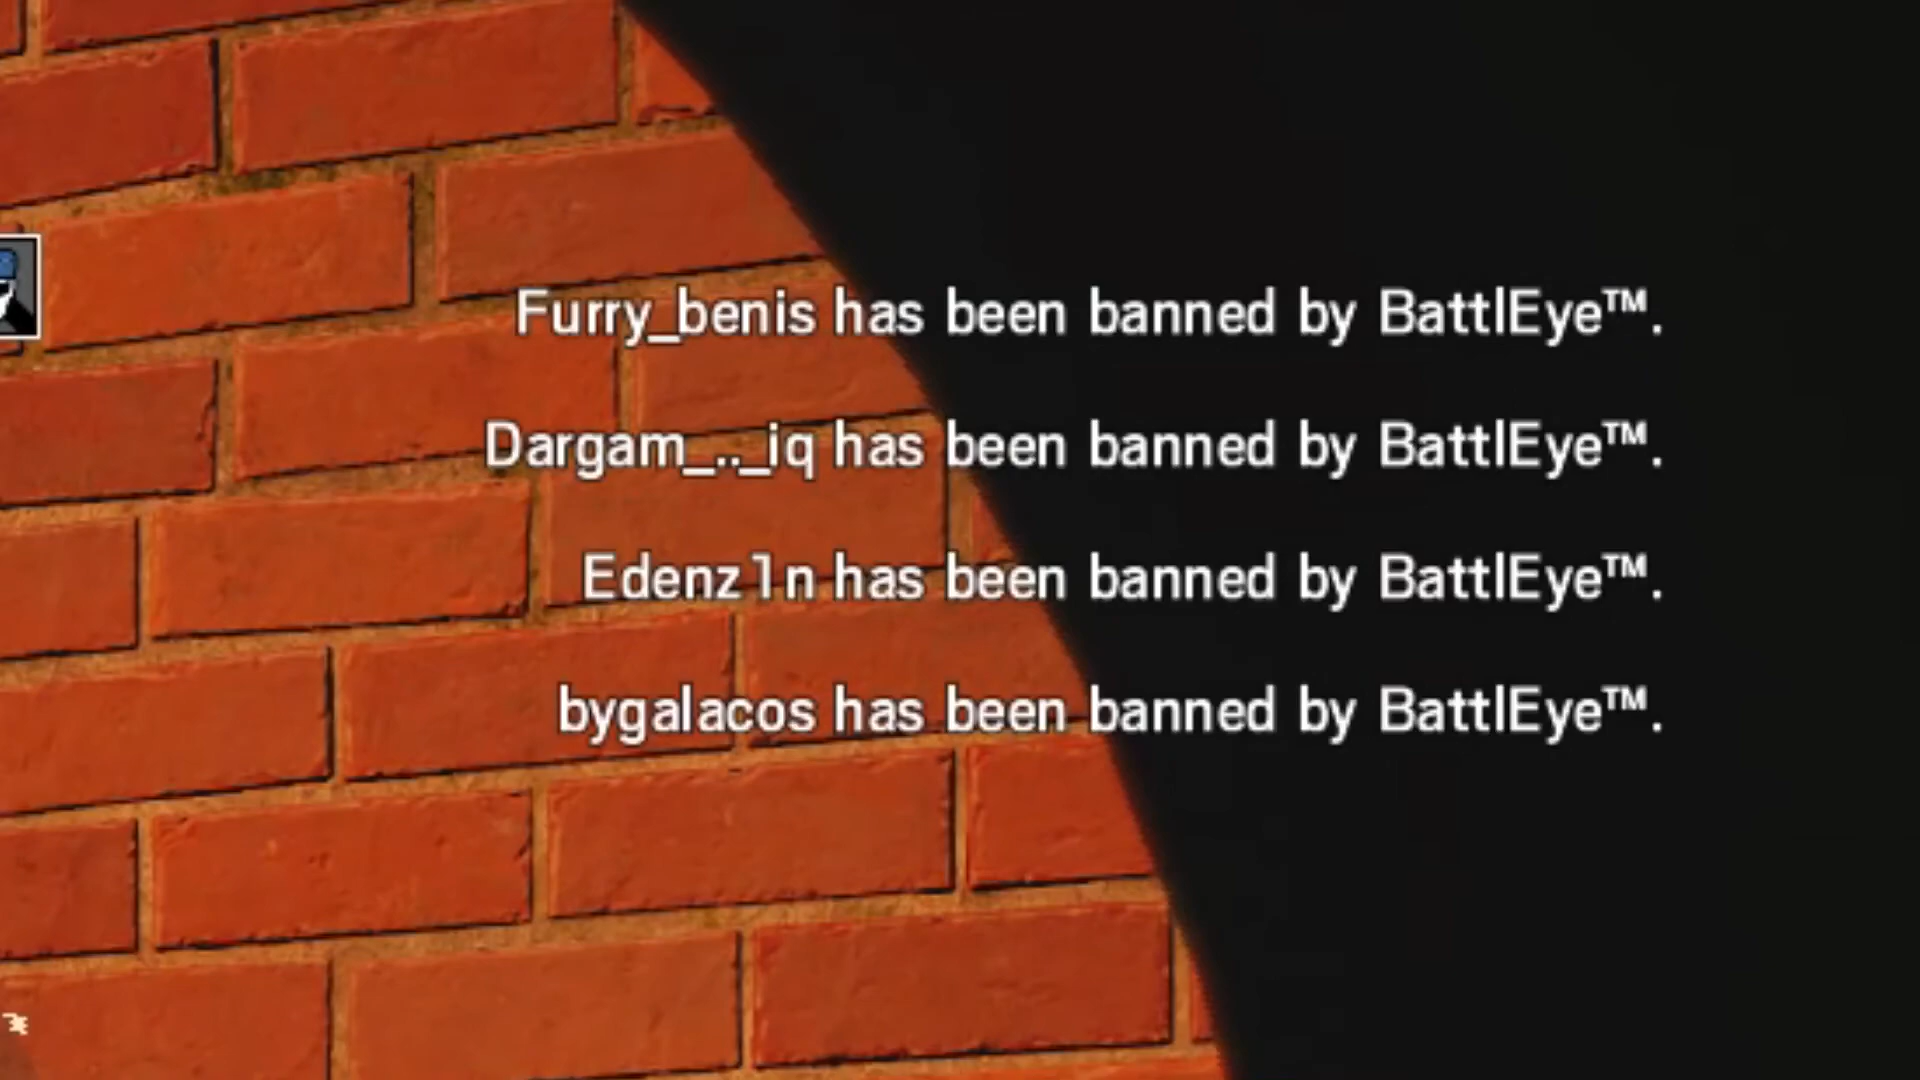 Furry_benis has been banned by BattlEye™.
Dargam_.._iq has been banned by BattlEye™.
Edenz1n has been banned by BattlEye™.
bygalacos has been banned by BattlEye™.